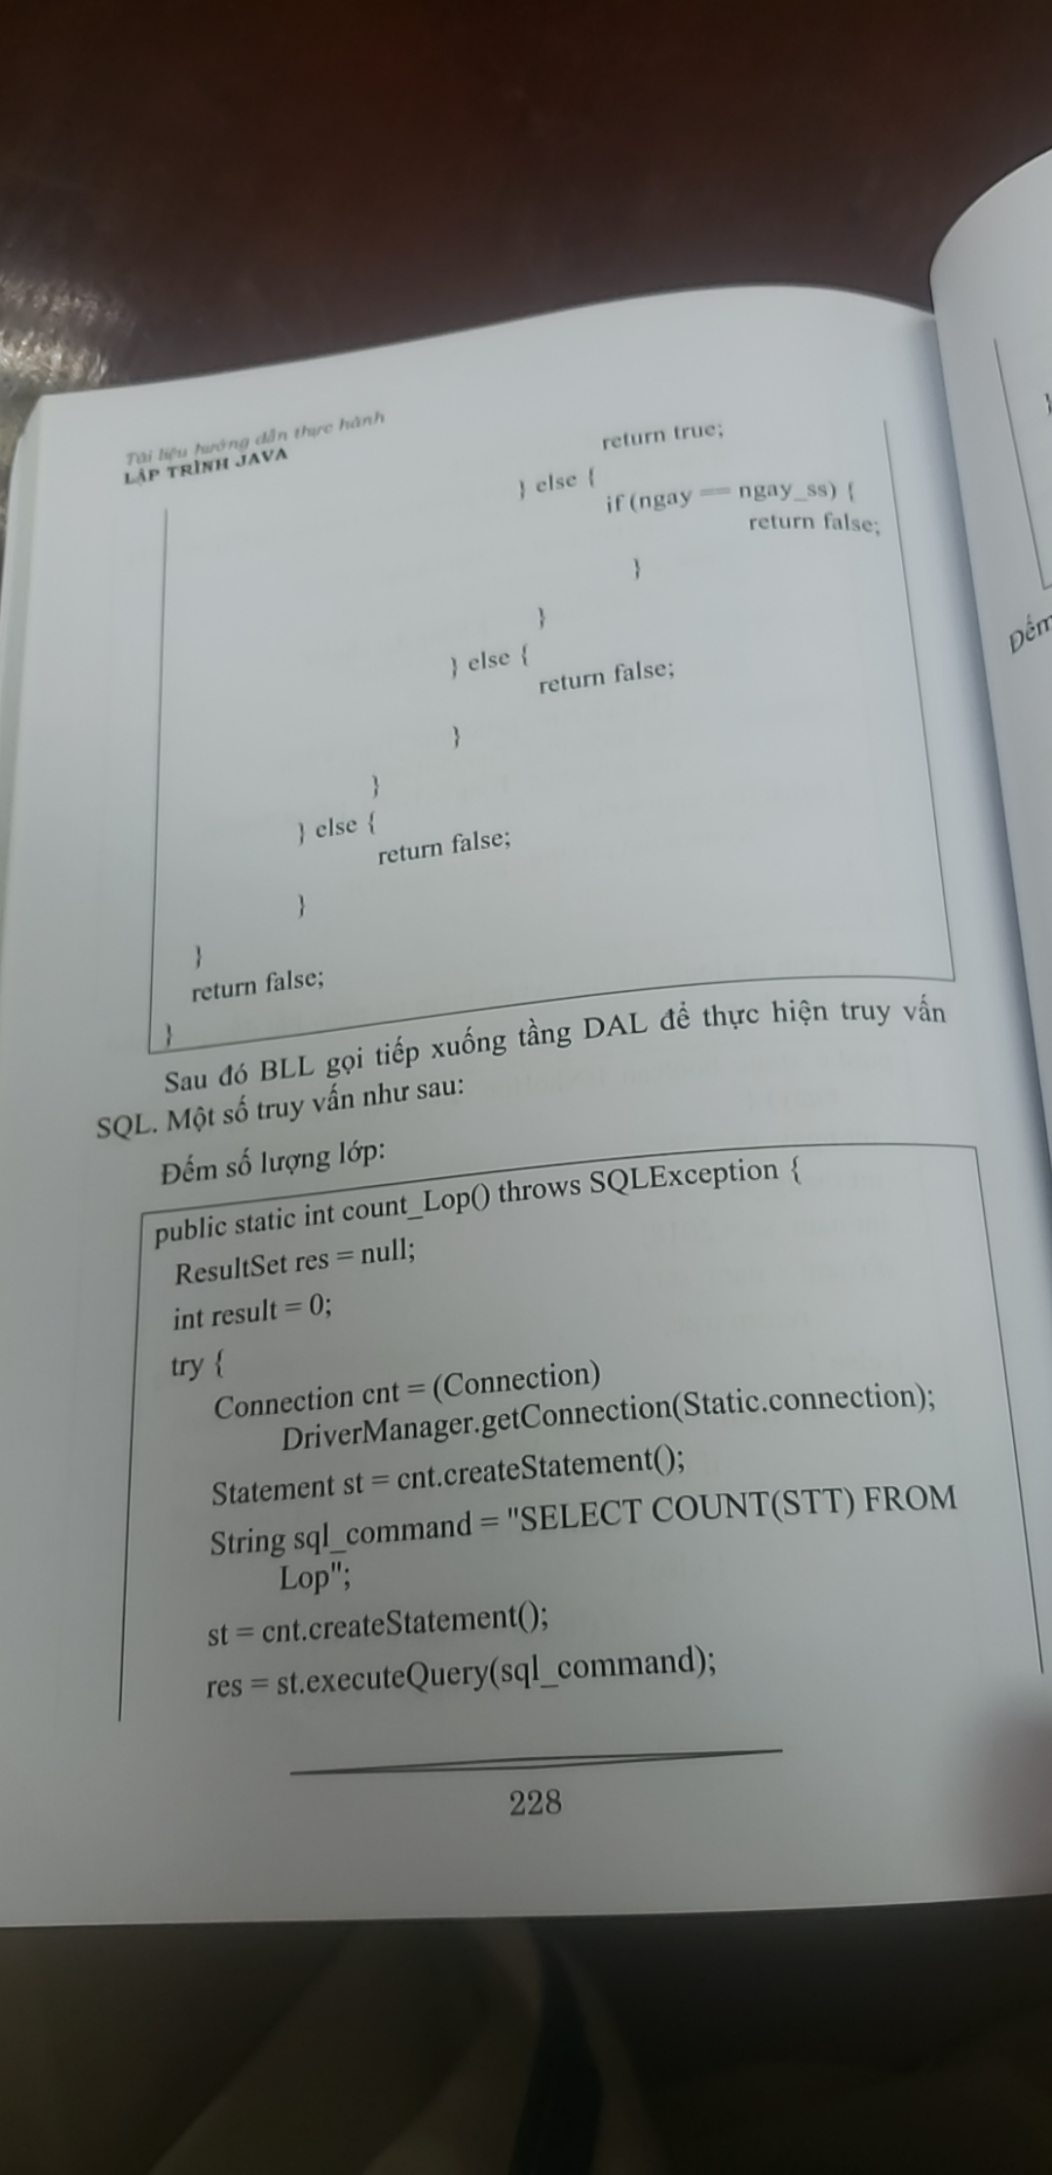 Tài liệu hướng dẫn thực hành
LẬP TRÌNH JAVA
return true;
} else {
if (ngay == ngay_ss) {
return false;
}
}
} else {
return false;
}
}
} else {
return false;
}
}
return false;
}
Sau đó BLL gọi tiếp xuống tầng DAL để thực hiện truy vấn
SQL. Một số truy vấn như sau:
Đếm số lượng lớp:
public static int count_Lop() throws SQLException {
ResultSet res = null;
int result = 0;
try {
Connection cnt = (Connection)
DriverManager.getConnection(Static.connection);
Statement st = cnt.createStatement();
String sql_command = "SELECT COUNT(STT) FROM
Lop";
st = cnt.createStatement();
res = st.executeQuery(sql_command);
228
}
Đếm